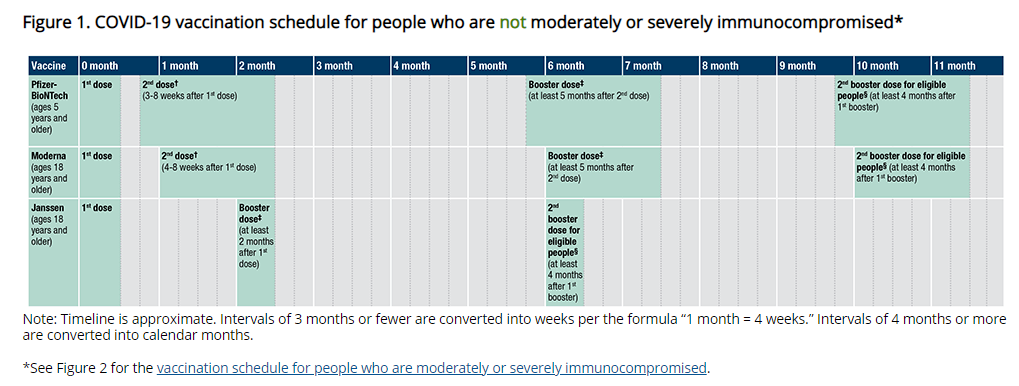 Figure 1. COVID-19 vaccination schedule for people who are not moderately or severely immunocompromised*
Vaccine 0 month 1 month 2 month 3 month 4 month 5 month 6 month 7 month 8 month 9 month 10 month 11 month
Pfizer-
BioNTech
(ages 5
years and
older)
1st dose
2nd dose†
(3-8 weeks after 1st dose)
Booster dose‡
(at least 5 months after 2nd dose)
2nd booster dose for eligible
people§ (at least 4 months after
1st booster)
Moderna
(ages 18
years and
older)
1st dose
2nd dose†
(4-8 weeks after 1st dose)
Booster dose‡
(at least 5 months after
2nd dose)
2nd booster dose for eligible
people§ (at least 4 months
after 1st booster)
Janssen
(ages 18
years and
older)
1st dose
Booster
dose‡
(at least
2 months
after 1st
dose)
2nd
booster
dose for
eligible
people§
(at least
4 months
after 1st
booster)
Note: Timeline is approximate. Intervals of 3 months or fewer are converted into weeks per the formula “1 month = 4 weeks.” Intervals of 4 months or more
are converted into calendar months.
*See Figure 2 for the vaccination schedule for people who are moderately or severely immunocompromised.